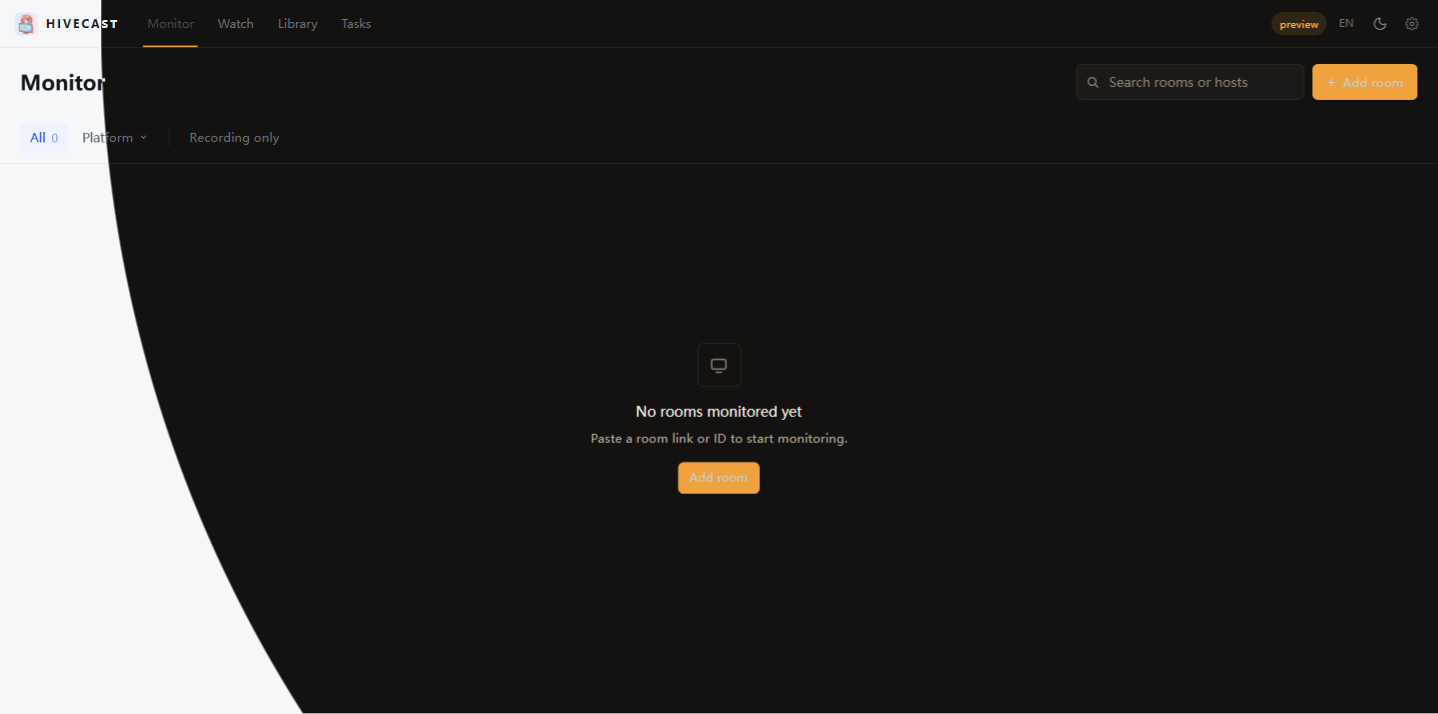 HIVECAST Monitor Watch Library Tasks preview EN
Monitor Search rooms or hosts + Add room
All 0 Platform Recording only
No rooms monitored yet
Paste a room link or ID to start monitoring.
Add room